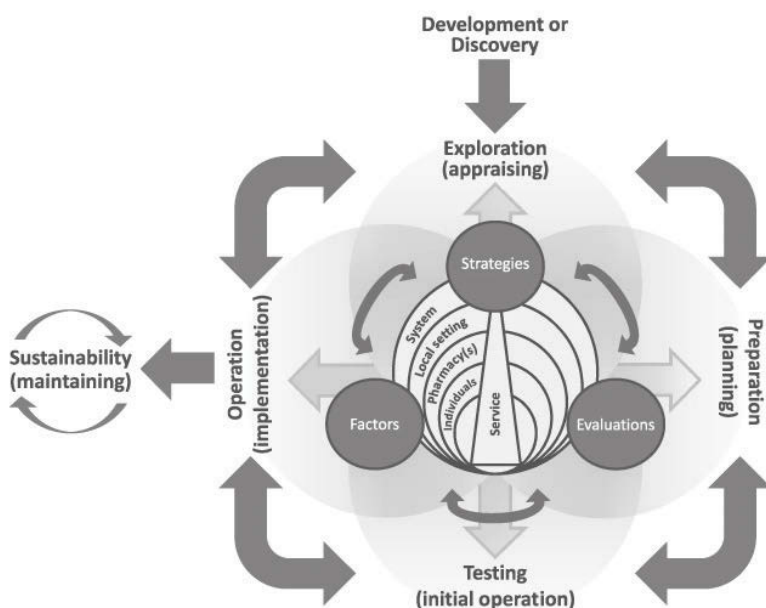 Development or
Discovery
Exploration
(appraising)
Strategies
System
Local setting
Pharmacy(s)
Individuals
Service
Factors
Evaluations
Operation
(implementation)
Preparation
(planning)
Sustainability
(maintaining)
Testing
(initial operation)